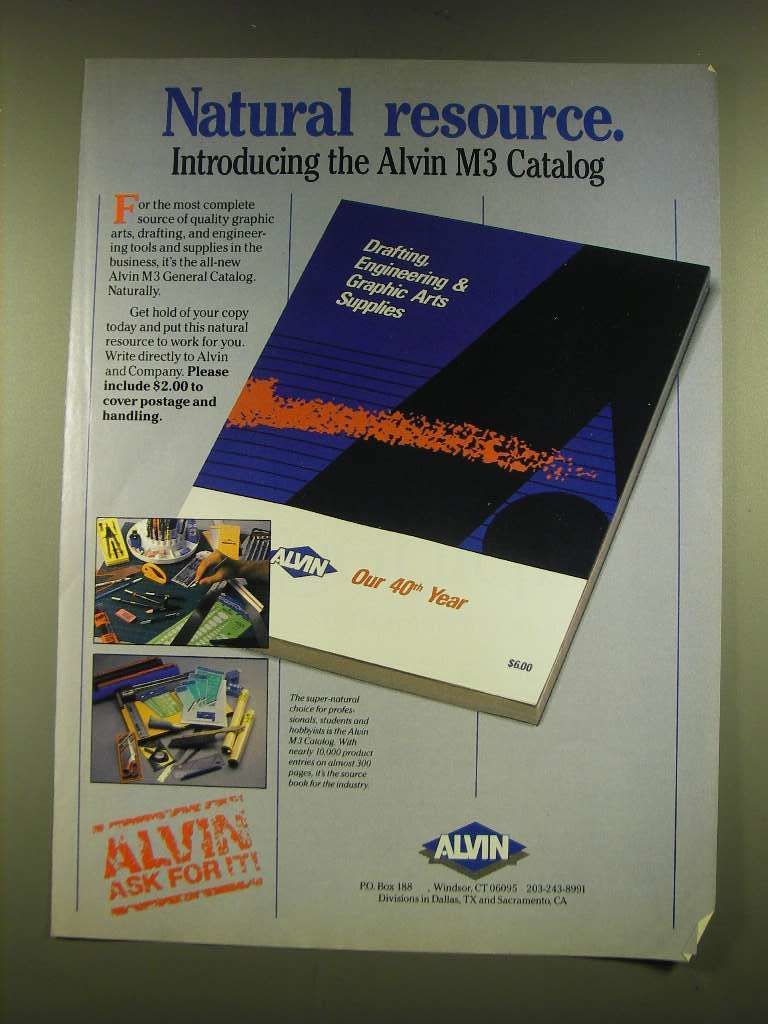 Natural resource.
Introducing the Alvin M3 Catalog
For the most complete
source of quality graphic
arts, drafting, and engineer-
ing tools and supplies in the
business, it's the all-new
Alvin M3 General Catalog.
Naturally.
Get hold of your copy
today and put this natural
resource to work for you.
Write directly to Alvin
and Company. Please
include $2.00 to
cover postage and
handling.
Drafting,
Engineering &
Graphic Arts
Supplies
ALVIN
Our 40th Year
$6.00
The super-natural
choice for profes-
sionals, students and
hobbyists is the Alvin
M3 Catalog. With
nearly 10,000 product
entries on almost 300
pages, it's the source
book for the industry.
ALVIN
ASK FOR IT!
ALVIN
P.O. Box 188 , Windsor, CT 06095 203-243-8991
Divisions in Dallas, TX and Sacramento, CA